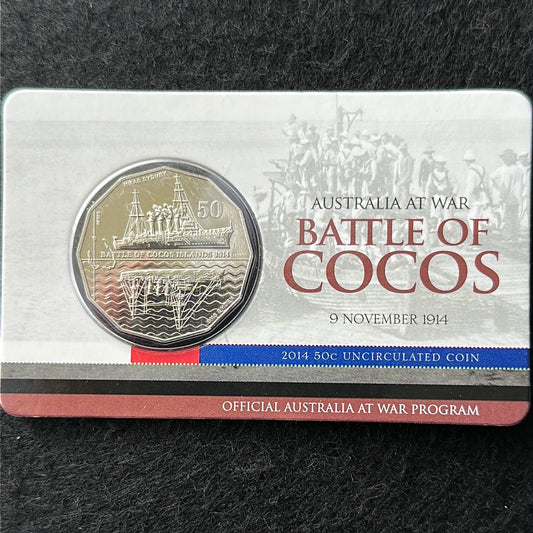 HMAS SYDNEY
50
BATTLE OF COCOS ISLANDS 1914
AUSTRALIA AT WAR
BATTLE OF
COCOS
9 NOVEMBER 1914
2014 50c UNCIRCULATED COIN
OFFICIAL AUSTRALIA AT WAR PROGRAM